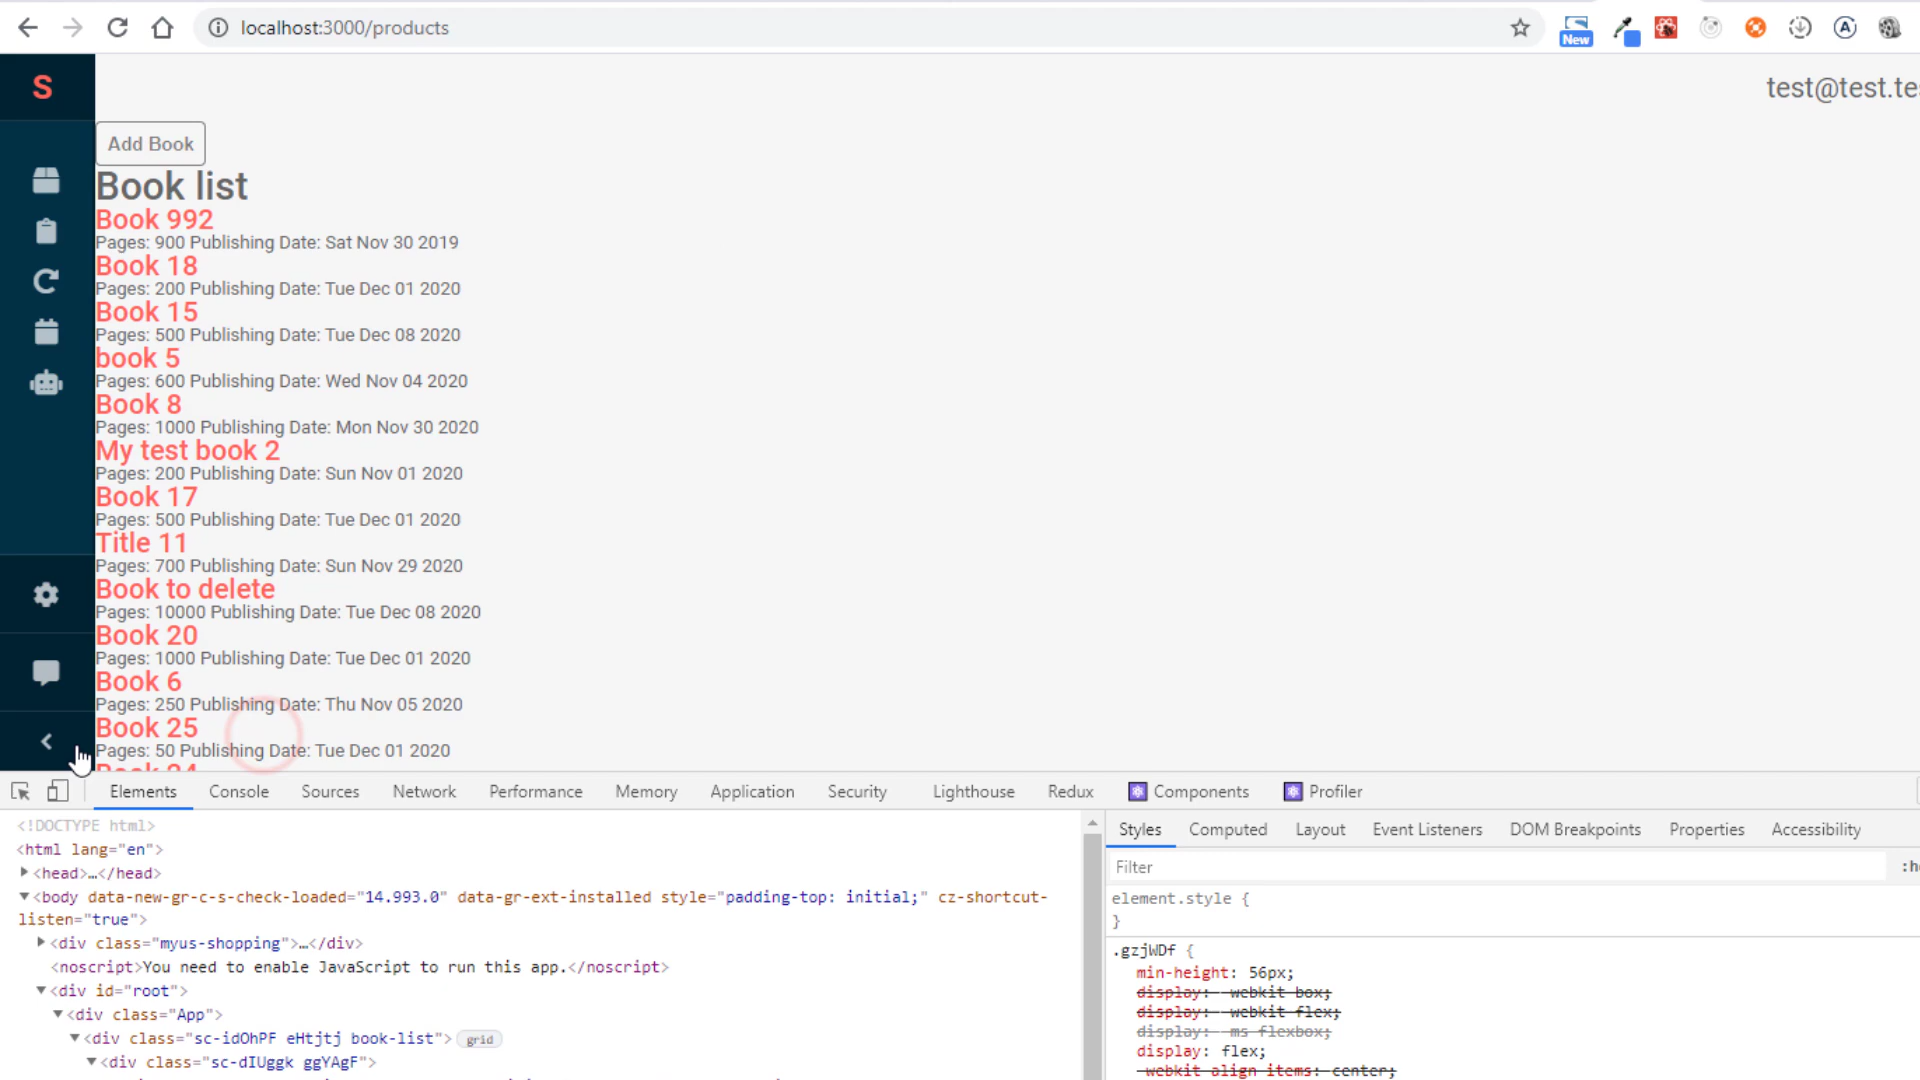 localhost:3000/products
New
S
test@test.te
Add Book
Book list
Book 992
Pages: 900 Publishing Date: Sat Nov 30 2019
Book 18
Pages: 200 Publishing Date: Tue Dec 01 2020
Book 15
Pages: 500 Publishing Date: Tue Dec 08 2020
book 5
Pages: 600 Publishing Date: Wed Nov 04 2020
Book 8
Pages: 1000 Publishing Date: Mon Nov 30 2020
My test book 2
Pages: 200 Publishing Date: Sun Nov 01 2020
Book 17
Pages: 500 Publishing Date: Tue Dec 01 2020
Title 11
Pages: 700 Publishing Date: Sun Nov 29 2020
Book to delete
Pages: 10000 Publishing Date: Tue Dec 08 2020
Book 20
Pages: 1000 Publishing Date: Tue Dec 01 2020
Book 6
Pages: 250 Publishing Date: Thu Nov 05 2020
Book 25
Pages: 50 Publishing Date: Tue Dec 01 2020
Book 24
Elements Console Sources Network Performance Memory Application Security Lighthouse Redux Components Profiler
<!DOCTYPE html>
<html lang="en">
<head>…</head>
<body data-new-gr-c-s-check-loaded="14.993.0" data-gr-ext-installed style="padding-top: initial;" cz-shortcut-
listen="true">
<div class="myus-shopping">…</div>
<noscript>You need to enable JavaScript to run this app.</noscript>
<div id="root">
<div class="App">
<div class="sc-idOhPF eHtjtj book-list"> grid
<div class="sc-dIUggk ggYAgF">
Styles Computed Layout Event Listeners DOM Breakpoints Properties Accessibility
Filter :h
element.style {
}
.gzjWDf {
min-height: 56px;
display: -webkit-box;
display: -webkit-flex;
display: -ms-flexbox;
display: flex;
-webkit-align-items: center;